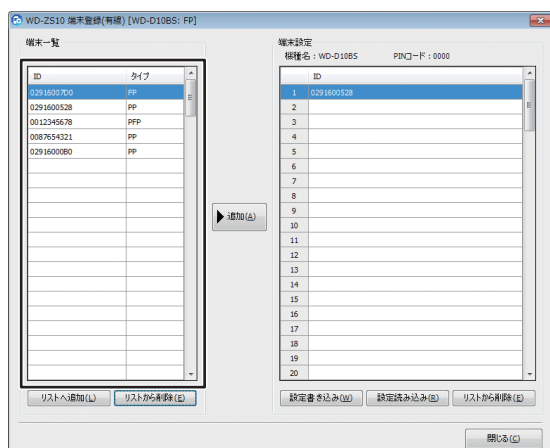 WD-ZS10 端末登録(有線) [WD-D10BS: FP]
端末一覧
ID タイプ
02916007D0 FP
0291600528 PP
0012345678 PFP
0087654321 PP
02916000B0 PP
リストへ追加(L) リストから削除(E)
追加(A)
端末設定
機種名：WD-D10BS PINコード：0000
ID
1 0291600528
2
3
4
5
6
7
8
9
10
11
12
13
14
15
16
17
18
19
20
設定書き込み(W) 設定読み込み(R) リストから削除(E)
閉じる(C)